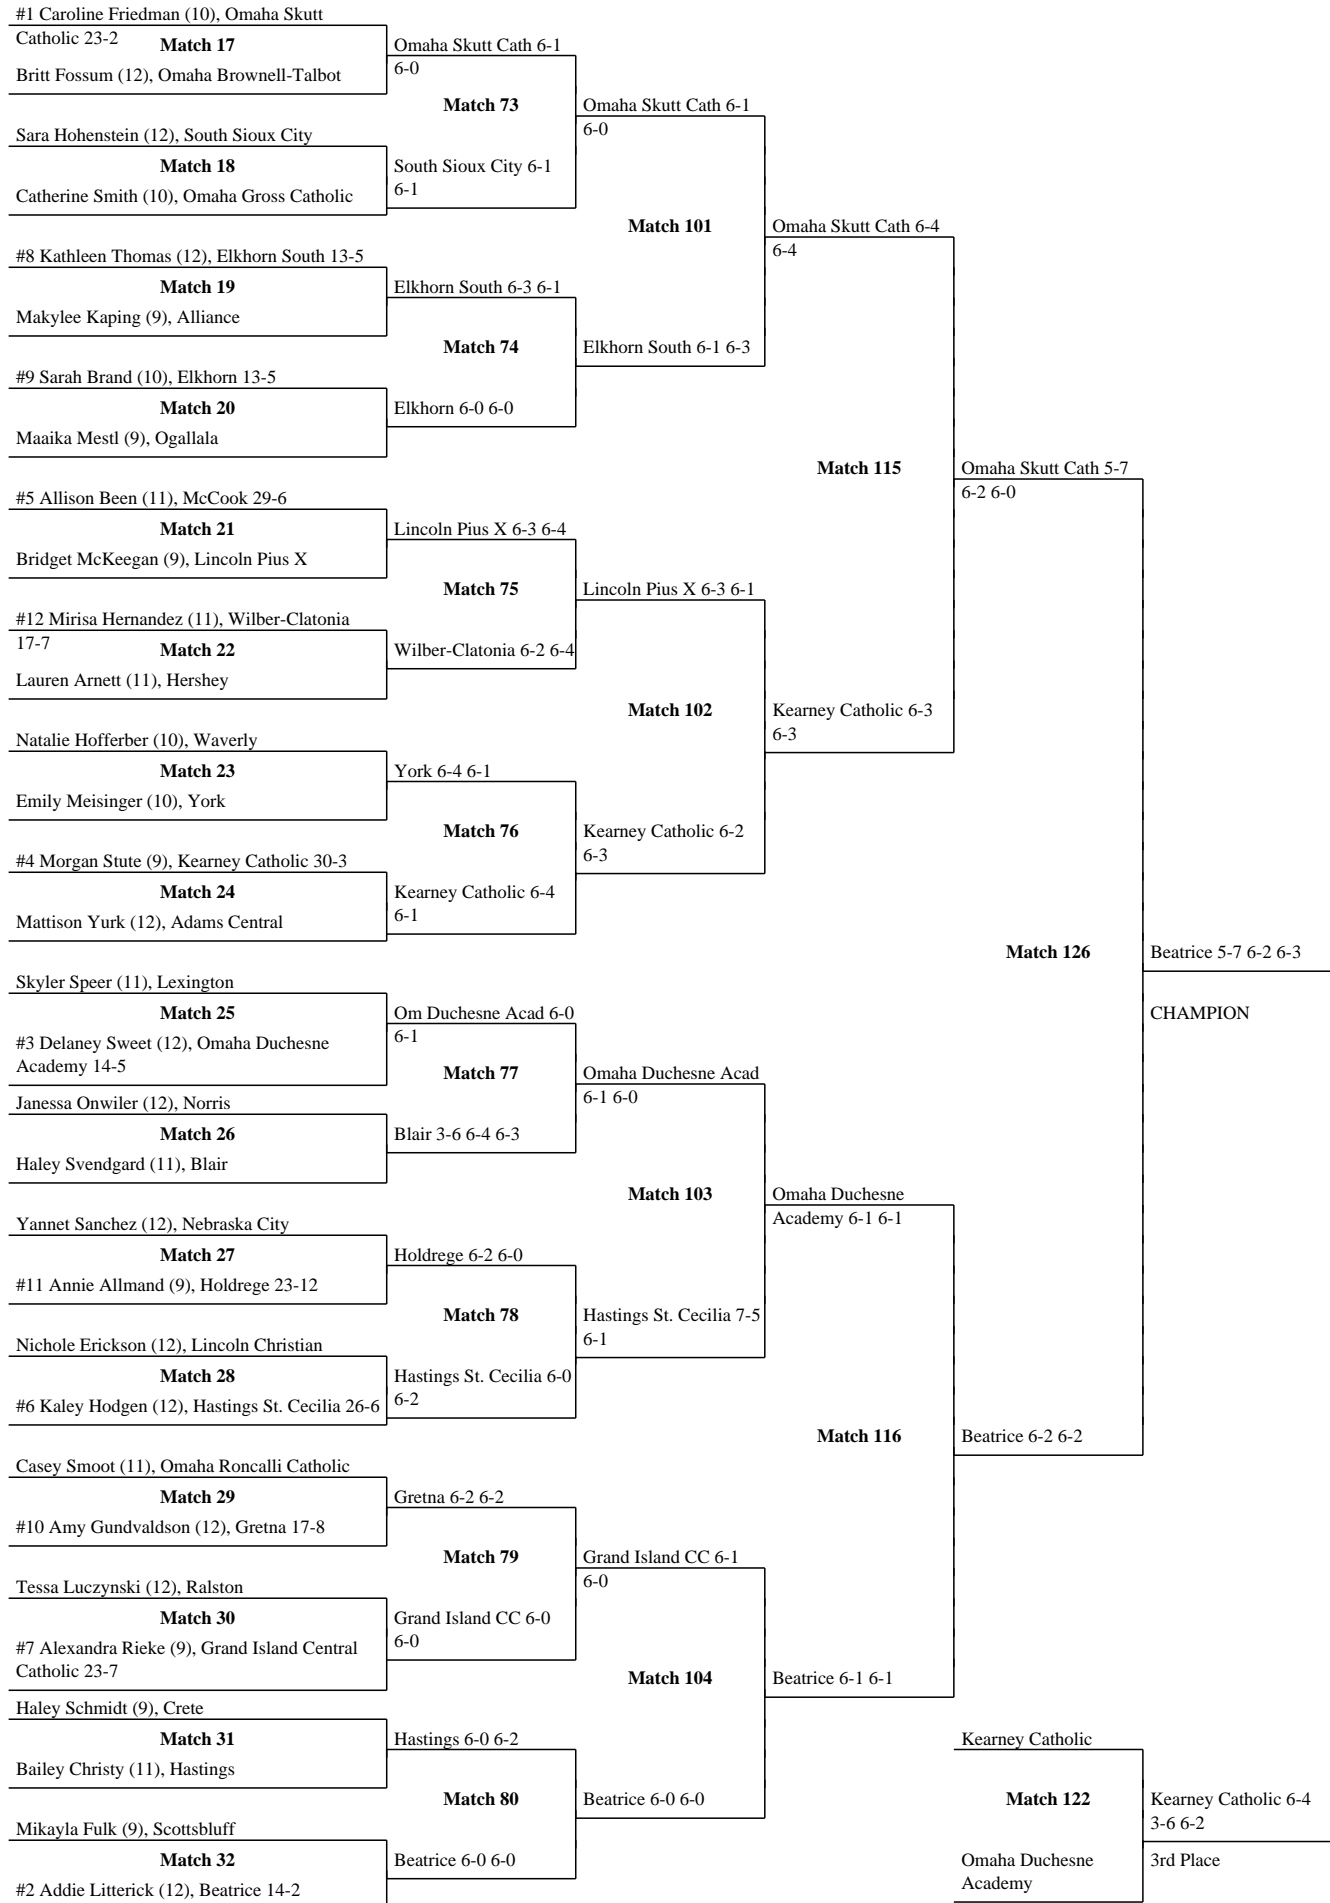 #1 Caroline Friedman (10), Omaha Skutt
Catholic 23-2
Match 17
Britt Fossum (12), Omaha Brownell-Talbot
Omaha Skutt Cath 6-1
6-0
Match 73
Sara Hohenstein (12), South Sioux City
Match 18
Catherine Smith (10), Omaha Gross Catholic
South Sioux City 6-1
6-1
Omaha Skutt Cath 6-1
6-0
Match 101
#8 Kathleen Thomas (12), Elkhorn South 13-5
Match 19
Makylee Kaping (9), Alliance
Elkhorn South 6-3 6-1
Match 74
#9 Sarah Brand (10), Elkhorn 13-5
Match 20
Maaika Mestl (9), Ogallala
Elkhorn 6-0 6-0
Elkhorn South 6-1 6-3
Omaha Skutt Cath 6-4
6-4
Match 115
#5 Allison Been (11), McCook 29-6
Match 21
Bridget McKeegan (9), Lincoln Pius X
Lincoln Pius X 6-3 6-4
Match 75
#12 Mirisa Hernandez (11), Wilber-Clatonia
17-7
Match 22
Lauren Arnett (11), Hershey
Wilber-Clatonia 6-2 6-4
Lincoln Pius X 6-3 6-1
Match 102
Natalie Hofferber (10), Waverly
Match 23
Emily Meisinger (10), York
York 6-4 6-1
Match 76
#4 Morgan Stute (9), Kearney Catholic 30-3
Match 24
Mattison Yurk (12), Adams Central
Kearney Catholic 6-4
6-1
Kearney Catholic 6-2
6-3
Kearney Catholic 6-3
6-3
Omaha Skutt Cath 5-7
6-2 6-0
Match 126
Beatrice 5-7 6-2 6-3
CHAMPION
Skyler Speer (11), Lexington
Match 25
#3 Delaney Sweet (12), Omaha Duchesne
Academy 14-5
Om Duchesne Acad 6-0
6-1
Match 77
Janessa Onwiler (12), Norris
Match 26
Haley Svendgard (11), Blair
Blair 3-6 6-4 6-3
Omaha Duchesne Acad
6-1 6-0
Match 103
Yannet Sanchez (12), Nebraska City
Match 27
#11 Annie Allmand (9), Holdrege 23-12
Holdrege 6-2 6-0
Match 78
Nichole Erickson (12), Lincoln Christian
Match 28
#6 Kaley Hodgen (12), Hastings St. Cecilia 26-6
Hastings St. Cecilia 6-0
6-2
Hastings St. Cecilia 7-5
6-1
Omaha Duchesne
Academy 6-1 6-1
Match 116
Beatrice 6-2 6-2
Casey Smoot (11), Omaha Roncalli Catholic
Match 29
#10 Amy Gundvaldson (12), Gretna 17-8
Gretna 6-2 6-2
Match 79
Tessa Luczynski (12), Ralston
Match 30
#7 Alexandra Rieke (9), Grand Island Central
Catholic 23-7
Grand Island CC 6-0
6-0
Grand Island CC 6-1
6-0
Match 104
Beatrice 6-1 6-1
Haley Schmidt (9), Crete
Match 31
Bailey Christy (11), Hastings
Hastings 6-0 6-2
Match 80
Mikayla Fulk (9), Scottsbluff
Match 32
#2 Addie Litterick (12), Beatrice 14-2
Beatrice 6-0 6-0
Beatrice 6-0 6-0
Kearney Catholic
Match 122
Omaha Duchesne
Academy
Kearney Catholic 6-4
3-6 6-2
3rd Place